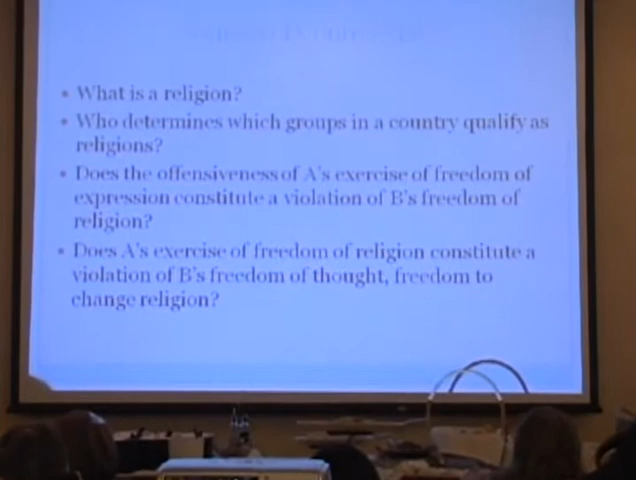 • What is a religion?
• Who determines which groups in a country qualify as
religions?
• Does the offensiveness of A's exercise of freedom of
expression constitute a violation of B's freedom of
religion?
• Does A's exercise of freedom of religion constitute a
violation of B's freedom of thought, freedom to
change religion?